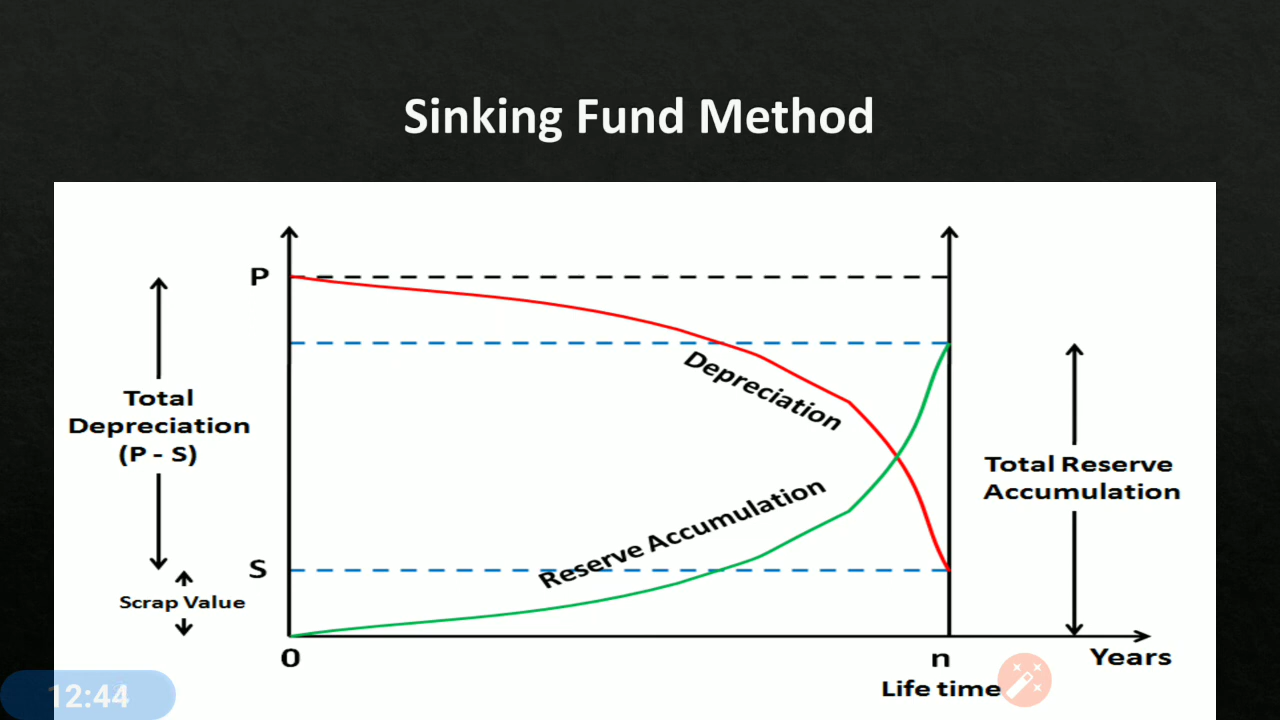 Sinking Fund Method
P
Total
Depreciation
(P - S)
Depreciation
Total Reserve
Accumulation
Reserve Accumulation
S
Scrap Value
0
n
Years
Life time
12:44